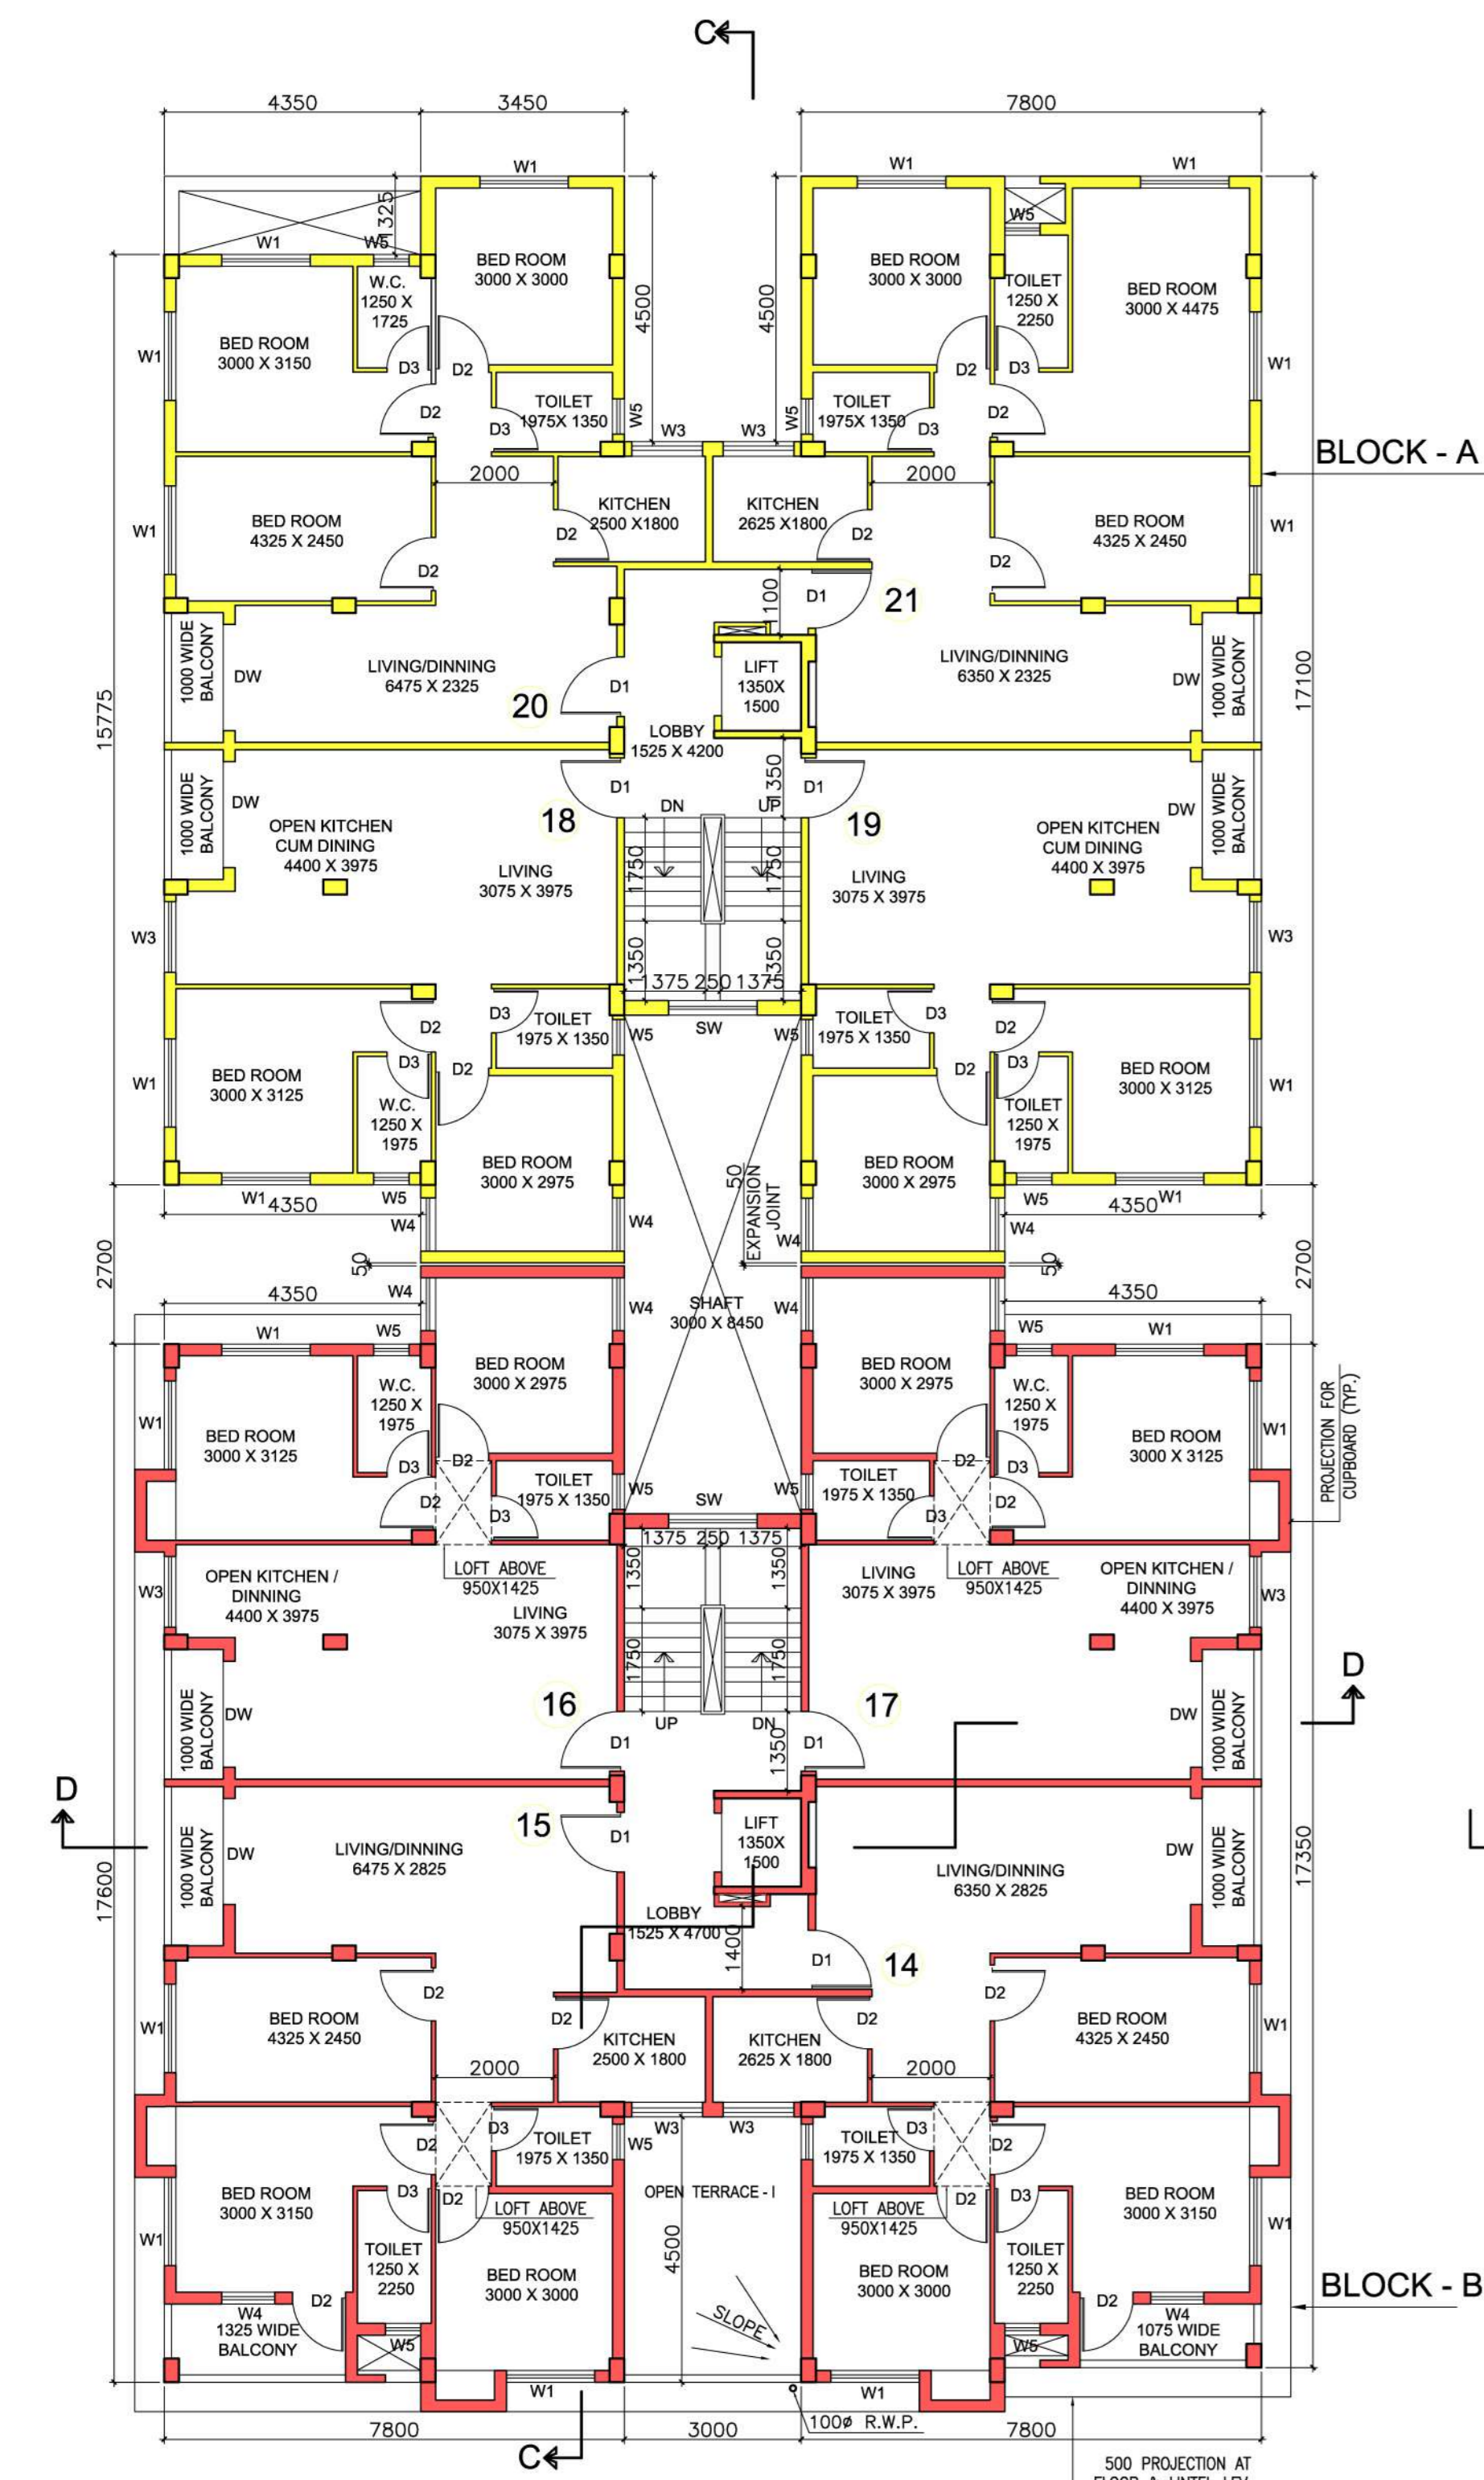 C
4350
3450
7800
W1
W1
W1
1325
W1
W5
W5
BED ROOM
3000 X 3000
BED ROOM
3000 X 3000
W.C.
1250 X
1725
TOILET
1250 X
2250
BED ROOM
3000 X 4475
4500
4500
BED ROOM
3000 X 3150
W1
W1
D3
D2
D2
D3
TOILET
1975X 1350
TOILET
1975X 1350
D2
D3
W5
W3
W3
W5
D3
D2
BLOCK - A
2000
2000
KITCHEN
2500 X1800
KITCHEN
2625 X1800
BED ROOM
4325 X 2450
BED ROOM
4325 X 2450
W1
W1
D2
D2
D2
D2
1100
D1
21
1000 WIDE
BALCONY
DW
LIVING/DINNING
6475 X 2325
20
D1
LIFT
1350X
1500
LIVING/DINNING
6350 X 2325
DW
1000 WIDE
BALCONY
17100
15775
LOBBY
1525 X 4200
1350
1000 WIDE
BALCONY
DW
D1
DN
UP
D1
DW
1000 WIDE
BALCONY
18
19
OPEN KITCHEN
CUM DINING
4400 X 3975
OPEN KITCHEN
CUM DINING
4400 X 3975
LIVING
3075 X 3975
1750
1750
LIVING
3075 X 3975
W3
W3
1350
1350
1375 250 1375
SW
D2
D3
TOILET
1975 X 1350
W5
W5
TOILET
1975 X 1350
D3
D2
D3
D2
D2
D3
W1
BED ROOM
3000 X 3125
BED ROOM
3000 X 3125
W1
W.C.
1250 X
1975
TOILET
1250 X
1975
BED ROOM
3000 X 2975
BED ROOM
3000 X 2975
50
EXPANSION
JOINT
W1
W5
W5
W1
4350
4350
W4
W4
W4
W4
2700
2700
50
50
4350
4350
W4
W4
SHAFT
3000 X 8450
W4
W1
W5
W5
W1
BED ROOM
3000 X 2975
BED ROOM
3000 X 2975
W.C.
1250 X
1975
W.C.
1250 X
1975
PROJECTION FOR
CUPBOARD (TYP.)
W1
BED ROOM
3000 X 3125
BED ROOM
3000 X 3125
W1
D3
D2
D2
D3
TOILET
1975 X 1350
TOILET
1975 X 1350
W5
W5
SW
D2
D3
D3
D2
1375 250 1375
1350
1350
W3
OPEN KITCHEN /
DINNING
4400 X 3975
LOFT ABOVE
950X1425
LIVING
3075 X 3975
LIVING
3075 X 3975
LOFT ABOVE
950X1425
OPEN KITCHEN /
DINNING
4400 X 3975
W3
1750
1750
D
1000 WIDE
BALCONY
DW
16
17
DW
1000 WIDE
BALCONY
UP
DN
D1
1350
D1
D
15
D1
LIFT
1350X
1500
1000 WIDE
BALCONY
DW
LIVING/DINNING
6475 X 2825
LIVING/DINNING
6350 X 2825
DW
1000 WIDE
BALCONY
17600
17350
LOBBY
1525 X 4700
1400
D1
14
D2
D2
W1
BED ROOM
4325 X 2450
D2
KITCHEN
2500 X 1800
KITCHEN
2625 X 1800
D2
BED ROOM
4325 X 2450
W1
2000
2000
W3
W3
D2
D3
TOILET
1975 X 1350
W5
TOILET
1975 X 1350
D3
D2
BED ROOM
3000 X 3150
D3
D2
LOFT ABOVE
950X1425
OPEN TERRACE - I
LOFT ABOVE
950X1425
D2
D3
BED ROOM
3000 X 3150
W1
W1
4500
TOILET
1250 X
2250
BED ROOM
3000 X 3000
BED ROOM
3000 X 3000
TOILET
1250 X
2250
BLOCK - B
D2
W4
1325 WIDE
BALCONY
W5
SLOPE
W5
D2
W4
1075 WIDE
BALCONY
W1
W1
100ø R.W.P.
7800
3000
7800
C
500 PROJECTION AT